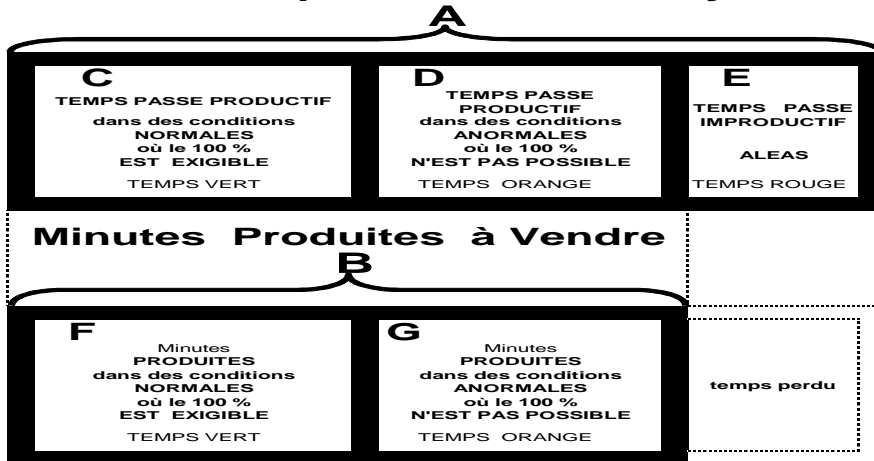 A
C
TEMPS PASSE PRODUCTIF
dans des conditions
NORMALES
où le 100 %
EST EXIGIBLE
TEMPS VERT
D
TEMPS PASSE
PRODUCTIF
dans des conditions
ANORMALES
où le 100 %
N'EST PAS POSSIBLE
TEMPS ORANGE
E
TEMPS PASSE
IMPRODUCTIF
ALEAS
TEMPS ROUGE
Minutes Produites à Vendre
B
F
Minutes
PRODUITES
dans des conditions
NORMALES
où le 100 %
EST EXIGIBLE
TEMPS VERT
G
Minutes
PRODUITES
dans des conditions
ANORMALES
où le 100 %
N'EST PAS POSSIBLE
TEMPS ORANGE
temps perdu